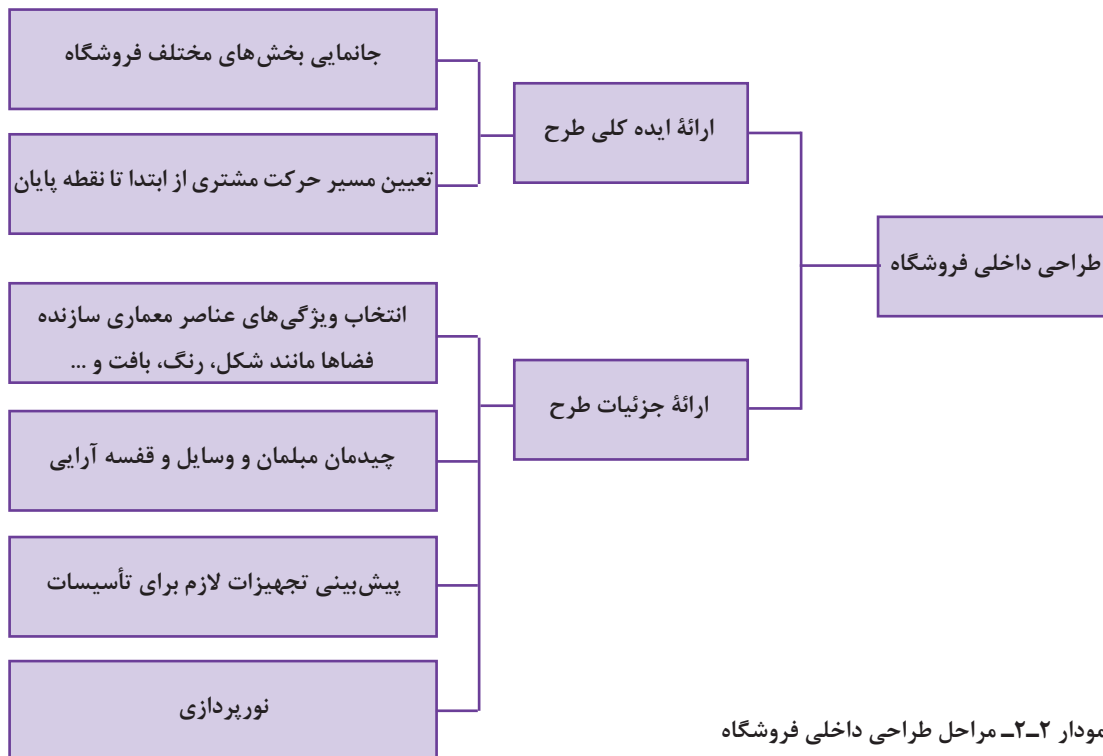 طراحی داخلی فروشگاه
ارائهٔ ایده کلی طرح
جانمایی بخش‌های مختلف فروشگاه
تعیین مسیر حرکت مشتری از ابتدا تا نقطه پایان
ارائهٔ جزئیات طرح
انتخاب ویژگی‌های عناصر معماری سازنده
فضاها مانند شکل، رنگ، بافت و ...
چیدمان مبلمان و وسایل و قفسه آرایی
پیش‌بینی تجهیزات لازم برای تأسیسات
نورپردازی
مودار ۲ـ۲ـ مراحل طراحی داخلی فروشگاه